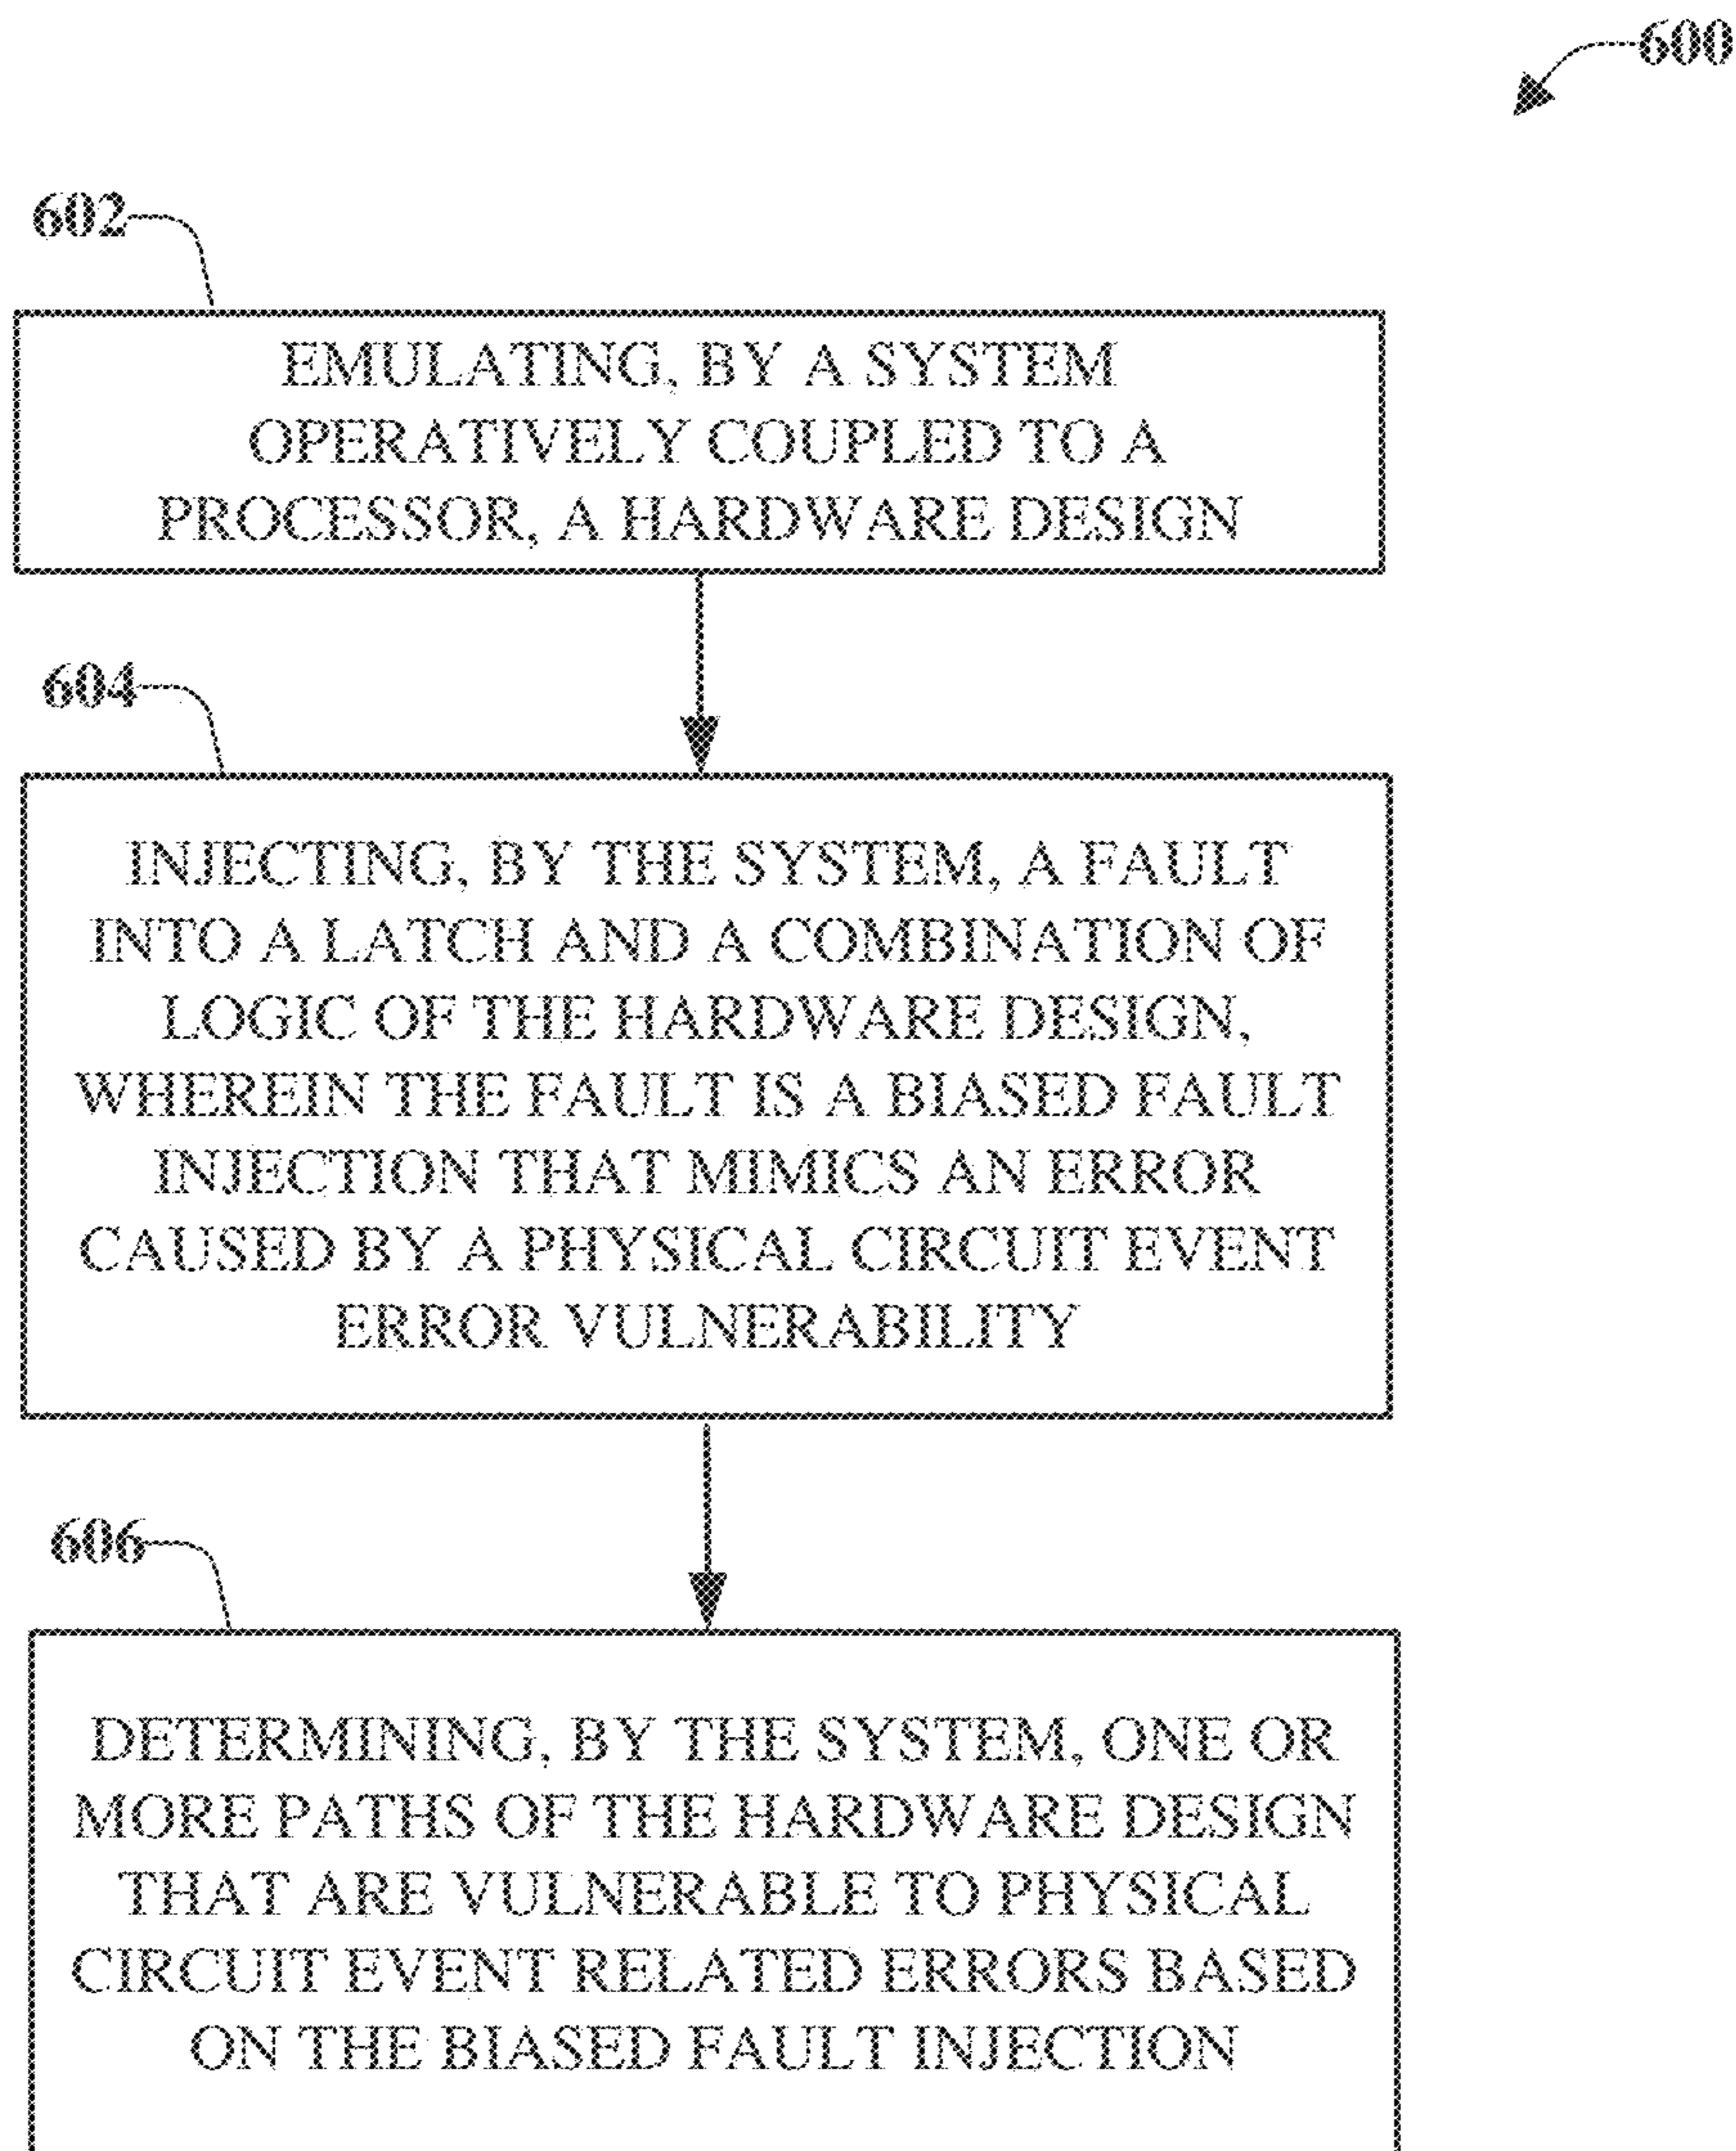 600
602
EMULATING, BY A SYSTEM
OPERATIVELY COUPLED TO A
PROCESSOR, A HARDWARE DESIGN
604
INJECTING, BY THE SYSTEM, A FAULT
INTO A LATCH AND A COMBINATION OF
LOGIC OF THE HARDWARE DESIGN,
WHEREIN THE FAULT IS A BIASED FAULT
INJECTION THAT MIMICS AN ERROR
CAUSED BY A PHYSICAL CIRCUIT EVENT
ERROR VULNERABILITY
606
DETERMINING, BY THE SYSTEM, ONE OR
MORE PATHS OF THE HARDWARE DESIGN
THAT ARE VULNERABLE TO PHYSICAL
CIRCUIT EVENT RELATED ERRORS BASED
ON THE BIASED FAULT INJECTION